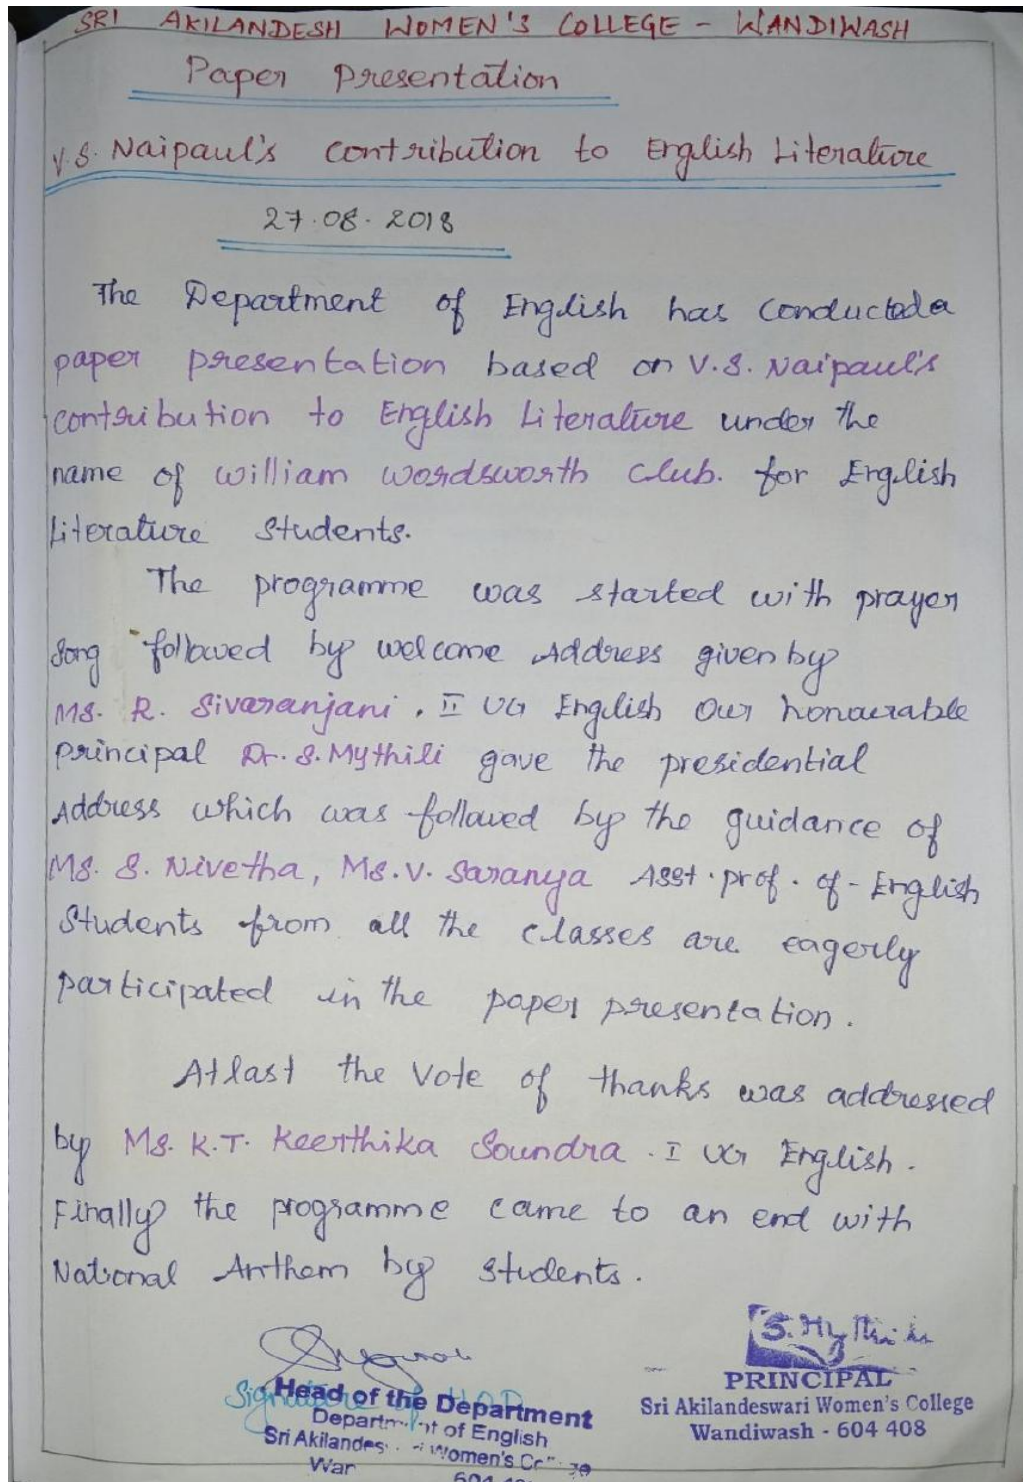 SRI AKILANDESH WOMEN'S COLLEGE - WANDIWASH
Paper Presentation
V.S. Naipaul's contribution to English Literature
27.08.2018
The Department of English has conducted a
paper presentation based on V.S. Naipaul's
contribution to English Literature under the
name of William Wordsworth Club. for English
Literature students.
The programme was started with prayer
song followed by welcome Address given by
Ms. R. Sivaranjani, II UG English Our honourable
principal Dr. S. Mythili gave the presidential
Address which was followed by the guidance of
Ms. S. Nivetha, Ms. V. Saranya Asst. prof. of - English
Students from all the classes are eagerly
participated in the paper presentation.
Atlast the Vote of thanks was addressed
by Ms. K.T. Keerthika Soundra. I UG English.
Finally the programme came to an end with
National Anthem by students.
S. Mythili
PRINCIPAL
Sri Akilandeswari Women's College
Wandiwash - 604 408
Signature of HOD
Head of the Department
Department of English
Sri Akilandes Women's
War